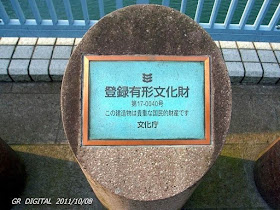 登録有形文化財
第17-0040号
この建造物は貴重な国民的財産です
文化庁
GR DIGITAL 2011/10/08